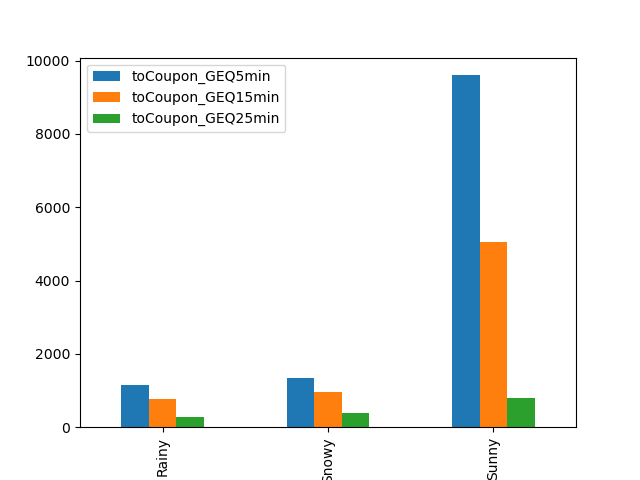 10000
8000
6000
4000
2000
0
toCoupon_GEQ5min
toCoupon_GEQ15min
toCoupon_GEQ25min
Rainy
Snowy
Sunny